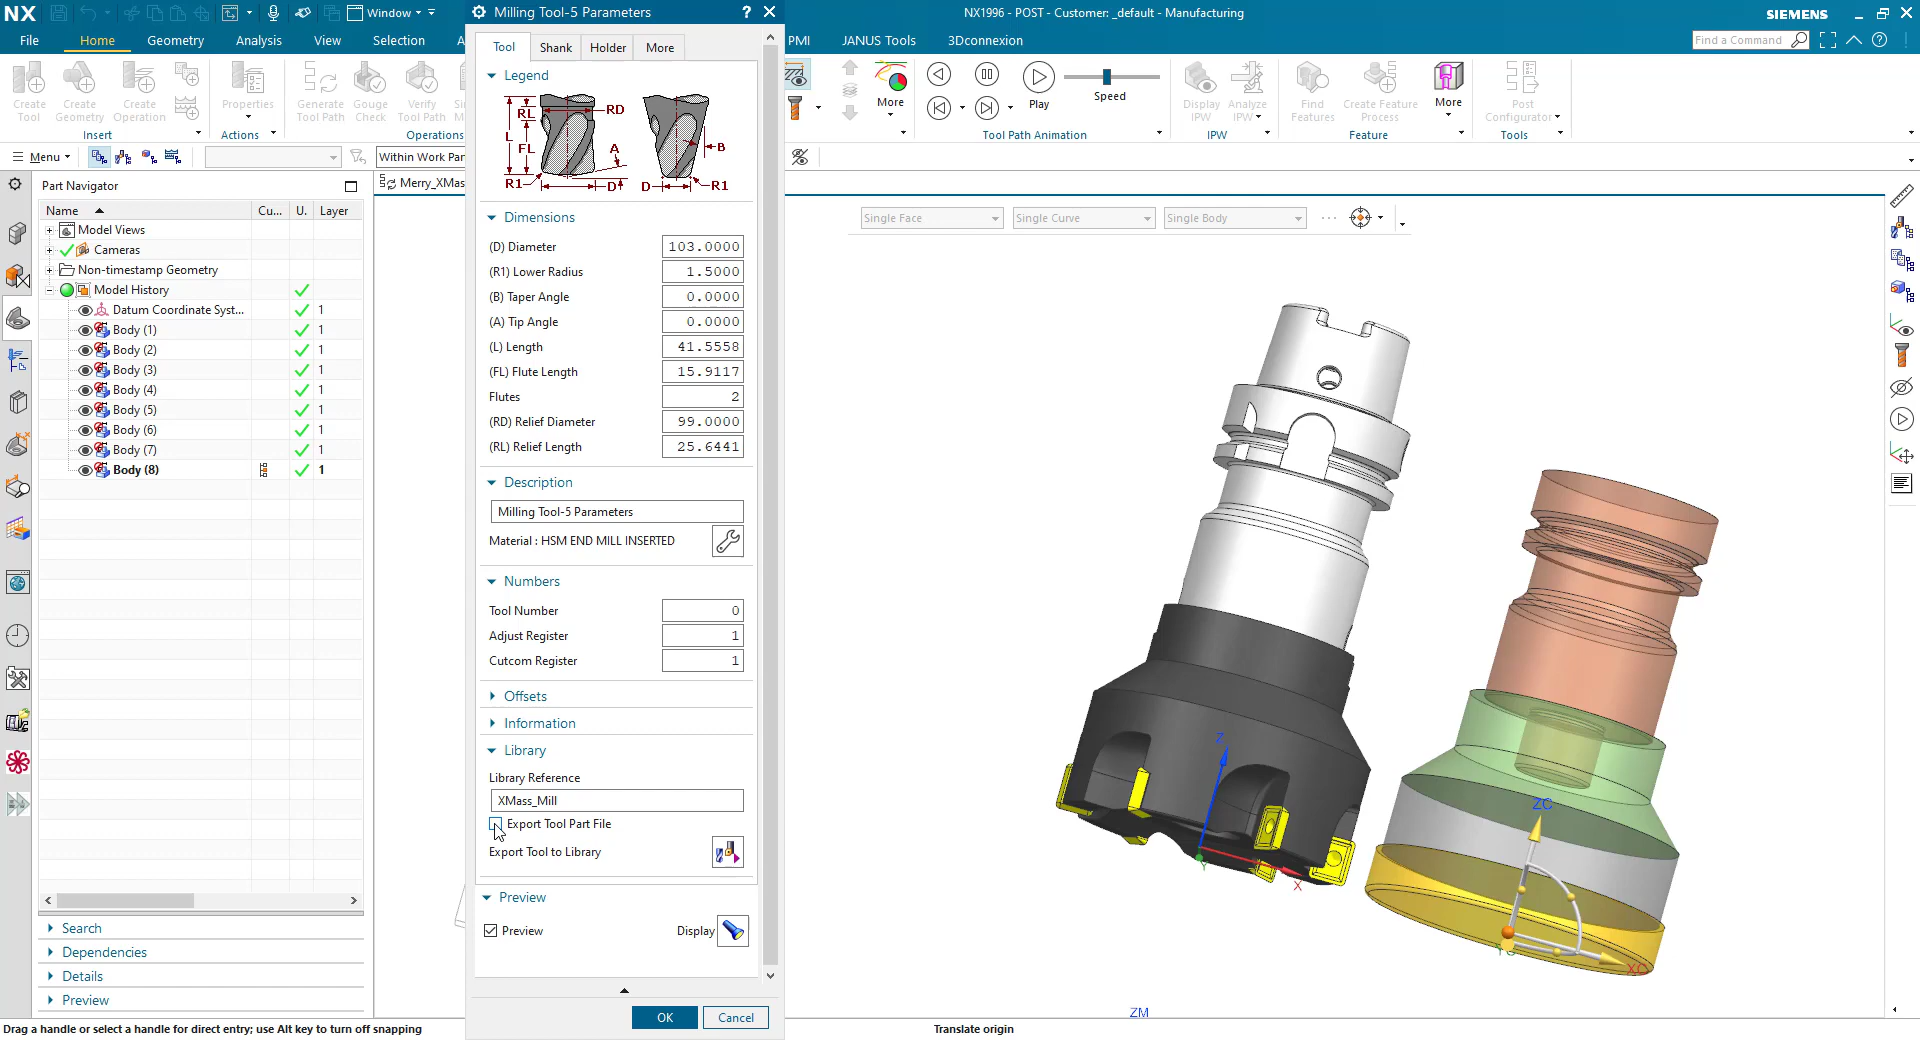 NX
Window
Milling Tool-5 Parameters
?
NX1996 - POST - Customer: _default - Manufacturing
SIEMENS
File
Home
Geometry
Analysis
View
Selection
PMI
JANUS Tools
3Dconnexion
Find a Command
Create Tool
Create Geometry
Create Operation
Properties
Generate Tool Path
Gouge Check
Verify Tool Path
More
Play
Speed
Display IPW
Analyze IPW
Find Features
Create Feature Process
More
Post Configurator
Insert
Actions
Operations
Tool Path Animation
IPW
Feature
Tools
Menu
Within Work Par
Part Navigator
Merry_XMas
Name
Cu...
U.
Layer
Model Views
Cameras
Non-timestamp Geometry
Model History
Datum Coordinate Syst...
1
Body (1)
1
Body (2)
1
Body (3)
1
Body (4)
1
Body (5)
1
Body (6)
1
Body (7)
1
Body (8)
1
Search
Dependencies
Details
Preview
Tool
Shank
Holder
More
Legend
RL
RD
L
FL
A
B
R1
D
D
R1
Dimensions
(D) Diameter
103.0000
(R1) Lower Radius
1.5000
(B) Taper Angle
0.0000
(A) Tip Angle
0.0000
(L) Length
41.5558
(FL) Flute Length
15.9117
Flutes
2
(RD) Relief Diameter
99.0000
(RL) Relief Length
25.6441
Description
Milling Tool-5 Parameters
Material : HSM END MILL INSERTED
Numbers
Tool Number
0
Adjust Register
1
Cutcom Register
1
Offsets
Information
Library
Library Reference
XMass_Mill
Export Tool Part File
Export Tool to Library
Preview
Preview
Display
OK
Cancel
Single Face
Single Curve
Single Body
Z
X
Y
ZC
XC
ZM
Drag a handle or select a handle for direct entry; use Alt key to turn off snapping
Translate origin